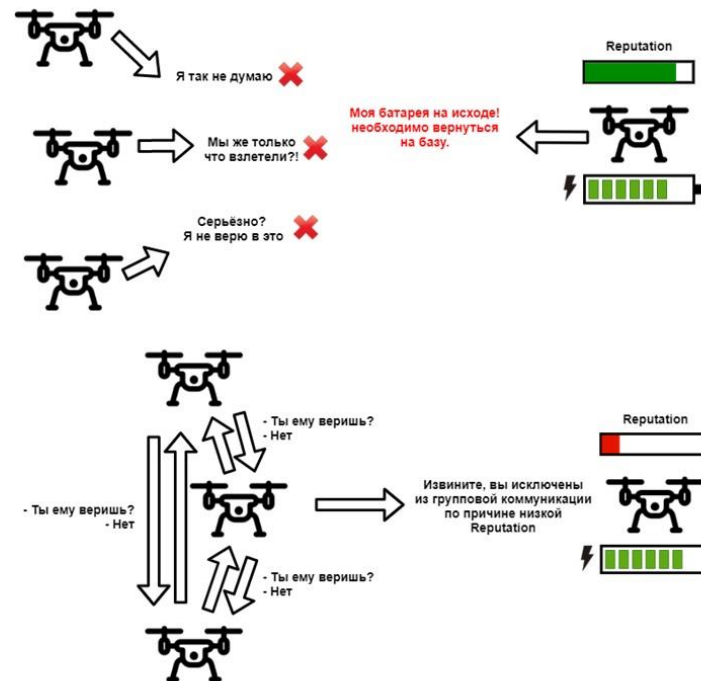 Reputation
Я так не думаю
Моя батарея на исходе!
необходимо вернуться
на базу.
Мы же только
что взлетели?!
Серьёзно?
Я не верю в это
- Ты ему веришь?
- Нет
Reputation
- Ты ему веришь?
- Нет
Извините, вы исключены
из групповой коммуникации
по причине низкой
Reputation
- Ты ему веришь?
- Нет